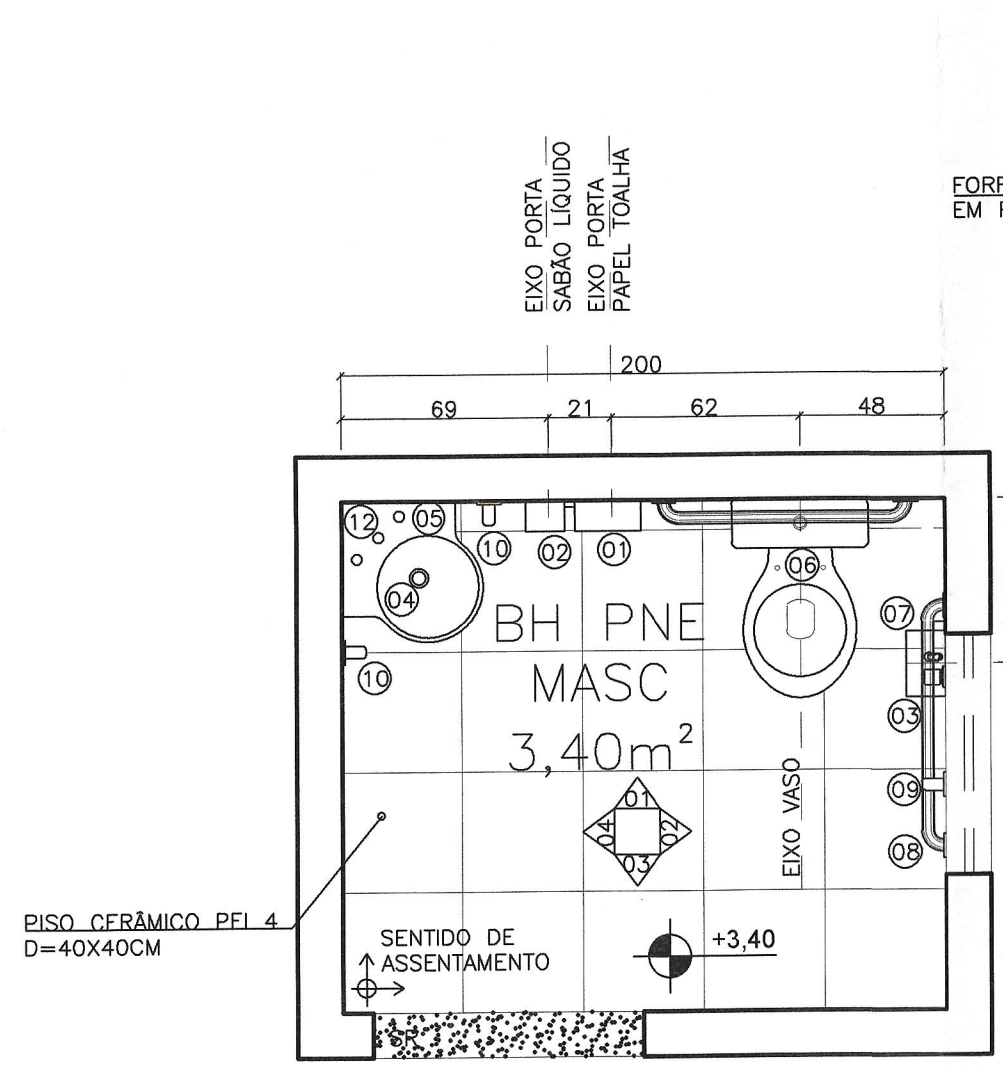 EIXO PORTA
SABÃO LÍQUIDO
EIXO PORTA
PAPEL TOALHA
FORR
EM
200
69
21
62
48
12
05
10
02
01
06
04
07
BH PNE
MASC
3,40m²
10
03
EIXO VASO
01
04
02
03
09
08
PISO CERÂMICO PEI 4
D=40X40CM
SENTIDO DE
ASSENTAMENTO
+3,40
SR